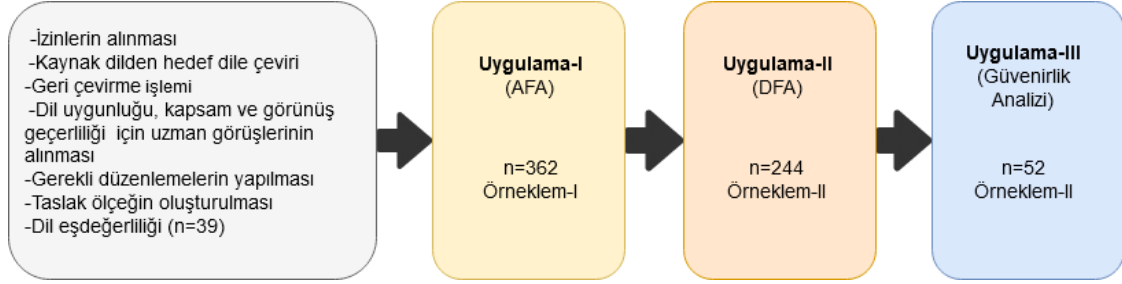 -İzinlerin alınması
-Kaynak dilden hedef dile çeviri
-Geri çevirme işlemi
-Dil uygunluğu, kapsam ve görünüş
geçerliliği için uzman görüşlerinin
alınması
-Gerekli düzenlemelerin yapılması
-Taslak ölçeğin oluşturulması
-Dil eşdeğerliliği (n=39)
Uygulama-I
(AFA)
n=362
Örneklem-I
Uygulama-II
(DFA)
n=244
Örneklem-II
Uygulama-III
(Güvenirlik
Analizi)
n=52
Örneklem-II